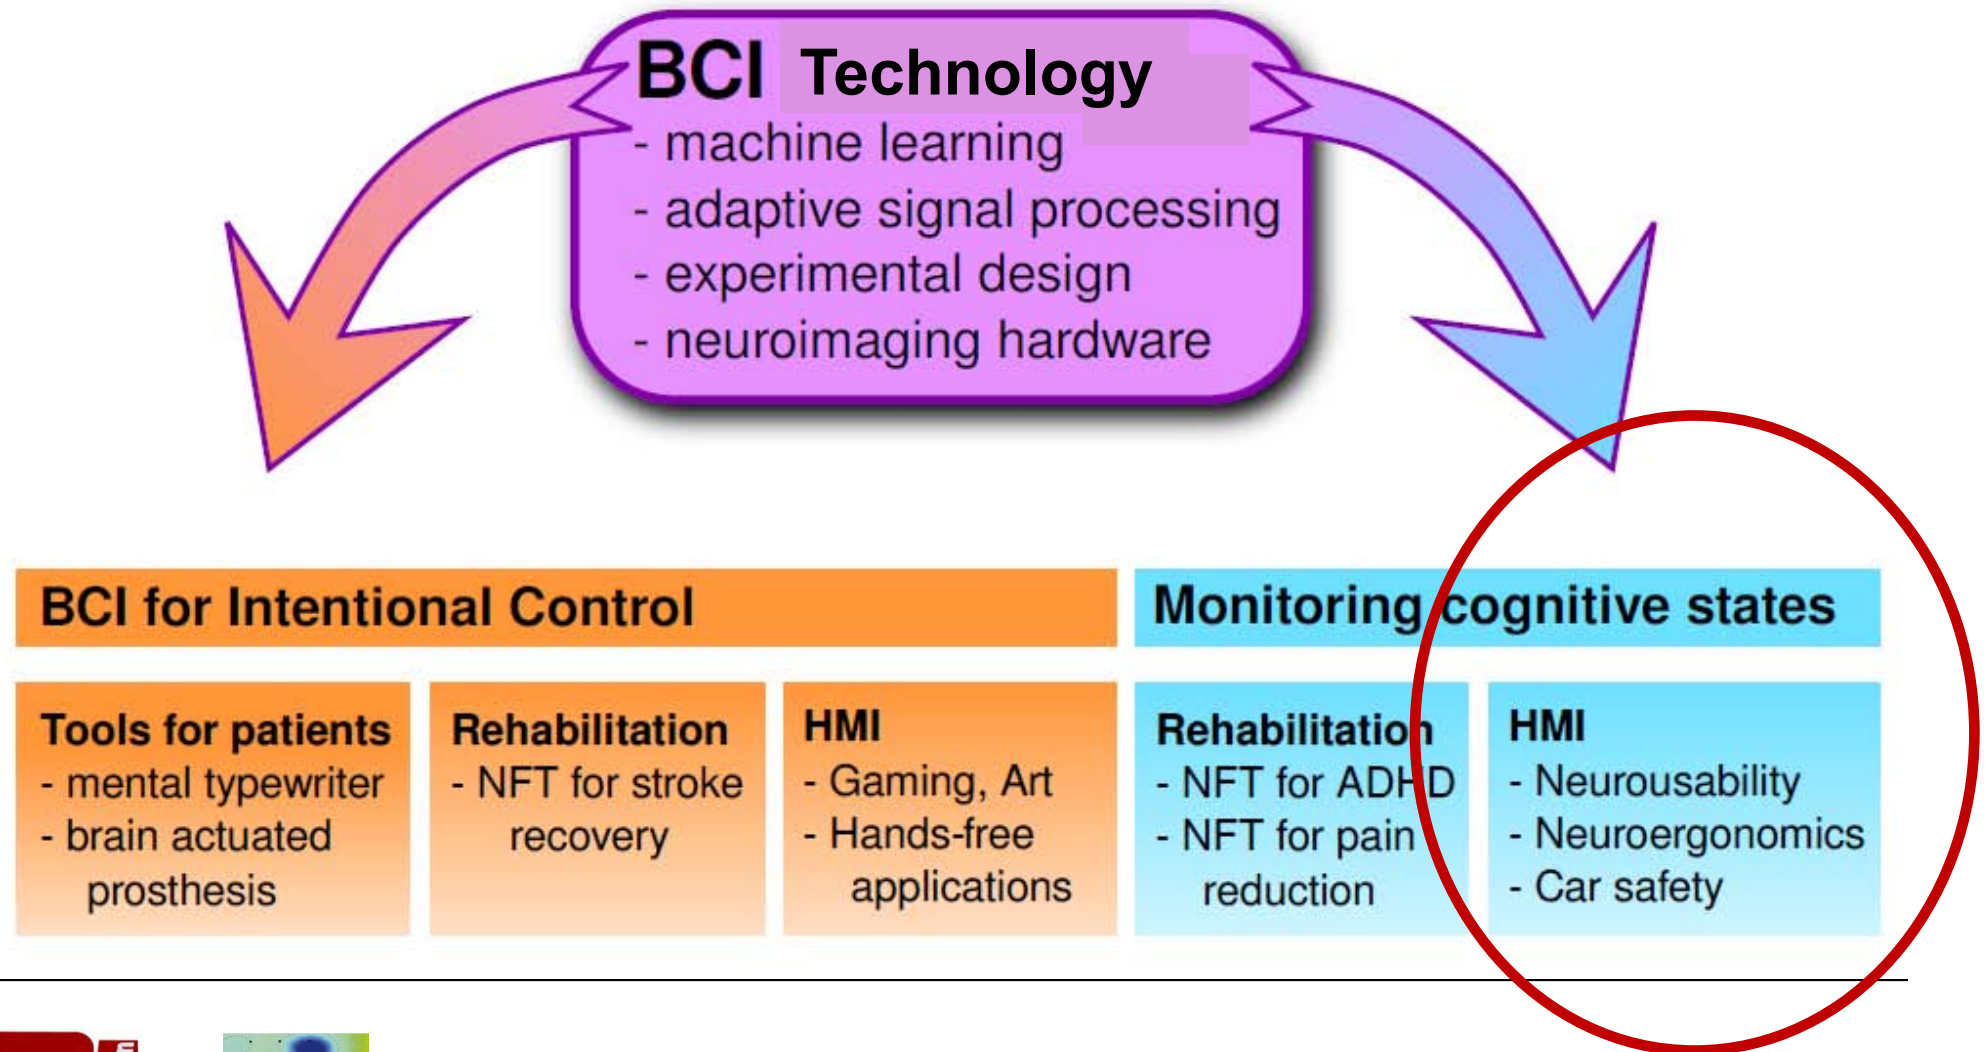 BCI Technology
- machine learning
- adaptive signal processing
- experimental design
- neuroimaging hardware
BCI for Intentional Control
Monitoring cognitive states
Tools for patients
- mental typewriter
- brain actuated
prosthesis
Rehabilitation
- NFT for stroke
recovery
HMI
- Gaming, Art
- Hands-free
applications
Rehabilitation
- NFT for ADHD
- NFT for pain
reduction
HMI
- Neurousability
- Neuroergonomics
- Car safety